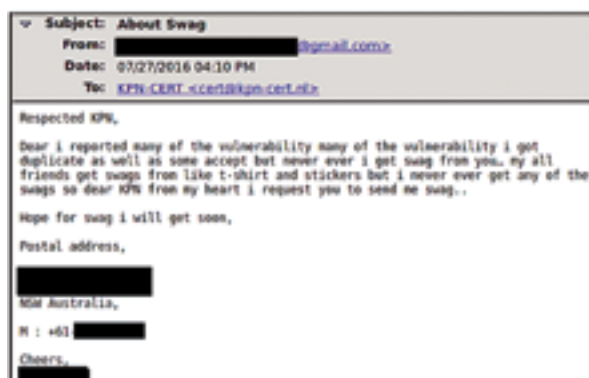 Subject: About Swag
From: @gmail.com>
Date: 07/27/2016 04:10 PM
To: KPN-CERT <cert@kpn-cert.nl>
Respected KPN,
Dear i reported many of the vulnerability many of the vulnerability i got
duplicate as well as some accept but never ever i got swag from you. my all
friends get swags from like t-shirt and stickers but i never ever get any of the
swags so dear KPN from my heart i request you to send me swag..
Hope for swag i will get soon,
Postal address,
NSW Australia,
M : +61-
Cheers,